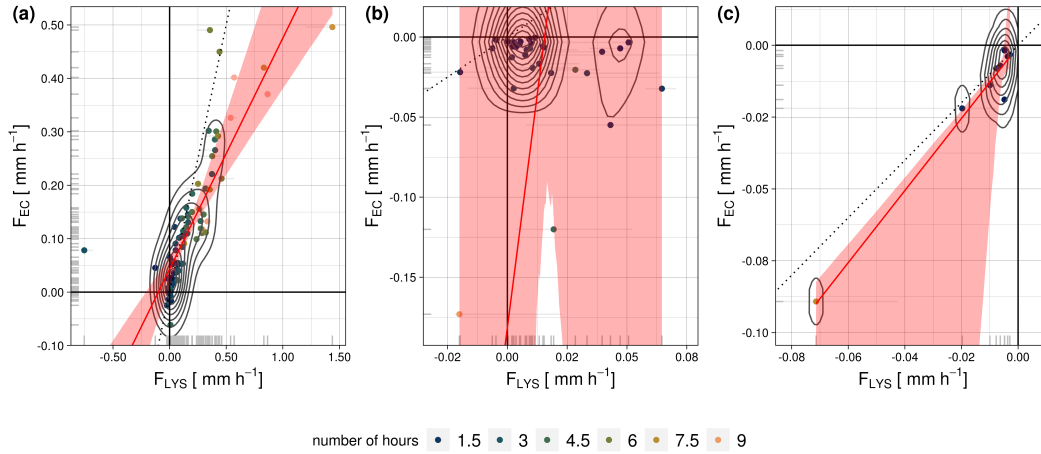 (a)
(b)
(c)
0.50
0.40
0.30
0.20
0.10
0.00
-0.10
F_EC [ mm h⁻¹]
-0.50 0.00 0.50 1.00 1.50
F_LYS [ mm h⁻¹]
0.00
-0.05
-0.10
-0.15
F_EC [ mm h⁻¹]
-0.02 0.00 0.02 0.05 0.08
F_LYS [ mm h⁻¹]
0.00
-0.02
-0.05
-0.08
-0.10
F_EC [ mm h⁻¹]
-0.08 -0.06 -0.04 -0.02 0.00
F_LYS [ mm h⁻¹]
number of hours 1.5 3 4.5 6 7.5 9